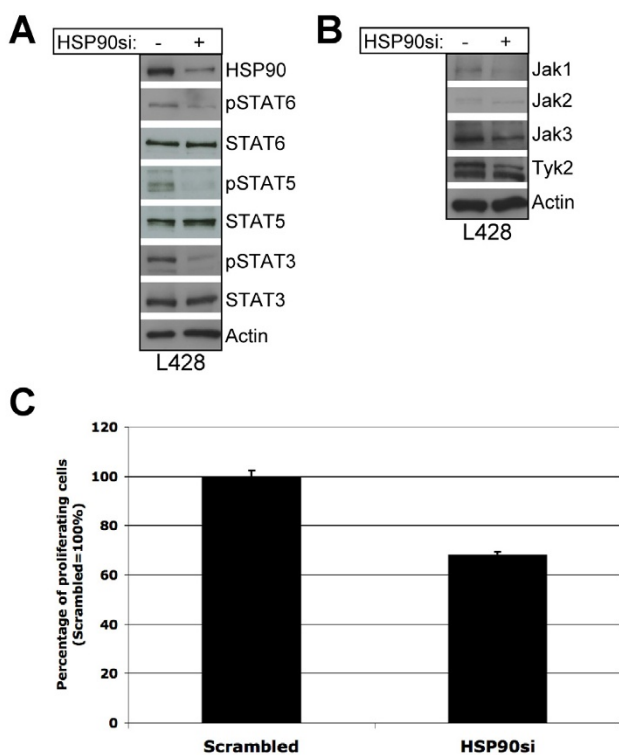 A
HSP90si: - +
HSP90
pSTAT6
STAT6
pSTAT5
STAT5
pSTAT3
STAT3
Actin
L428
B
HSP90si: - +
Jak1
Jak2
Jak3
Tyk2
Actin
L428
C
Percentage of proliferating cells
(Scrambled=100%)
120
100
80
60
40
20
0
Scrambled HSP90si